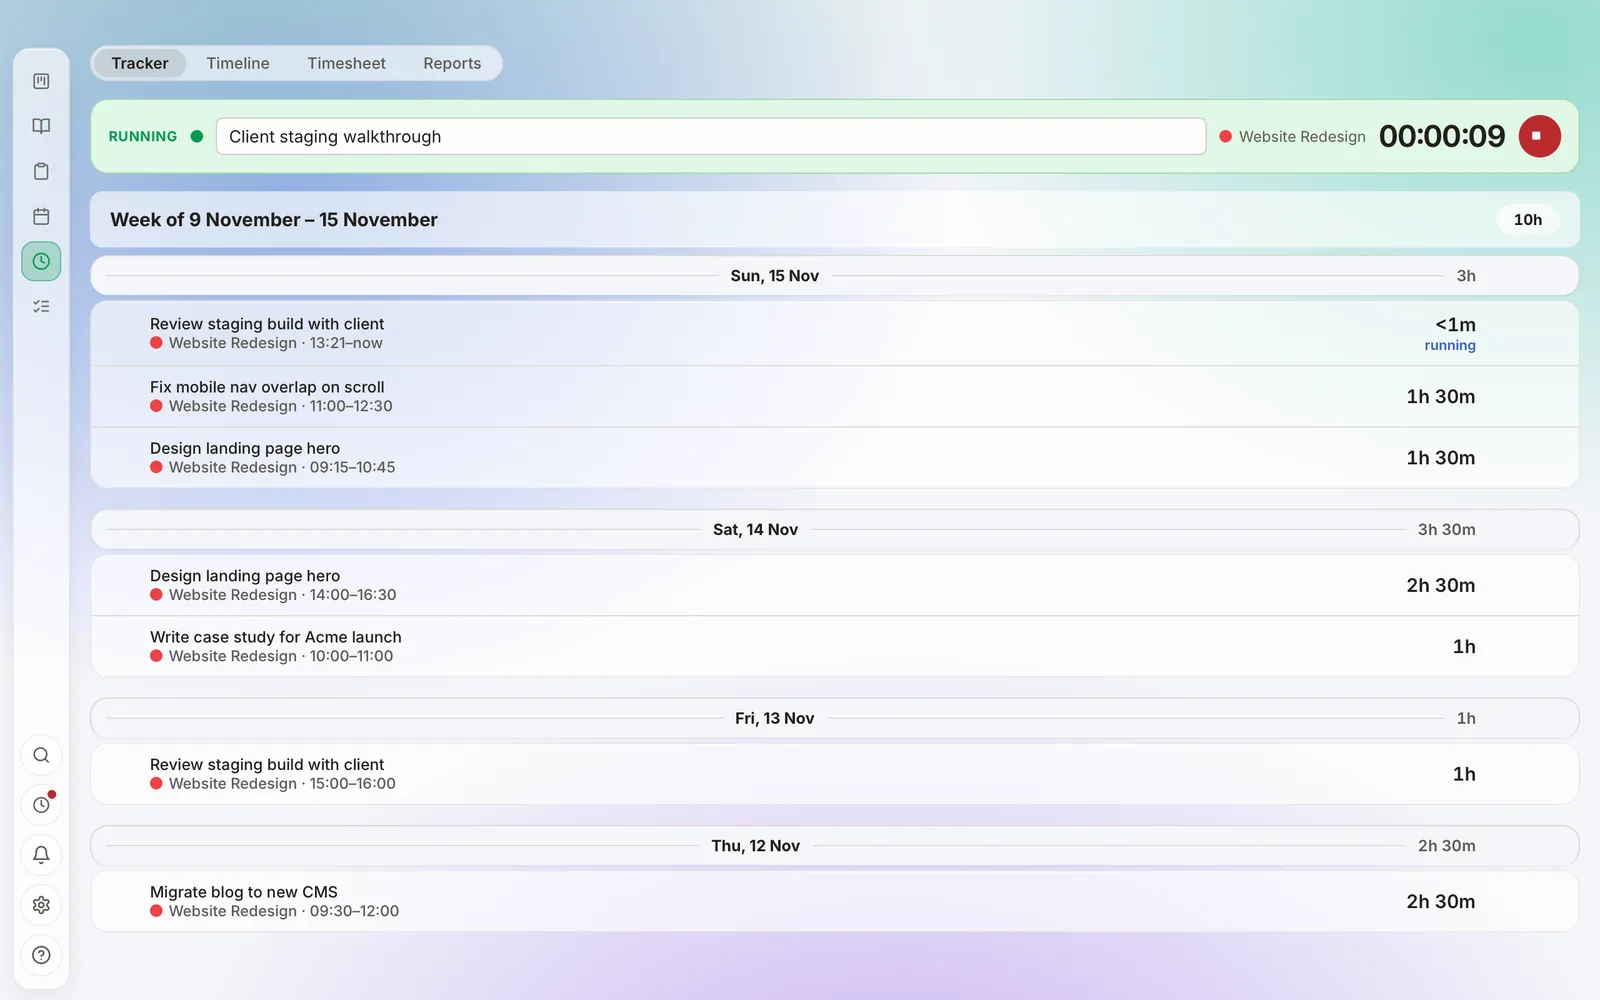 Tracker Timeline Timesheet Reports
RUNNING Client staging walkthrough Website Redesign 00:00:09
Week of 9 November – 15 November 10h
Sun, 15 Nov 3h
Review staging build with client
Website Redesign · 13:21–now
<1m
running
Fix mobile nav overlap on scroll
Website Redesign · 11:00–12:30
1h 30m
Design landing page hero
Website Redesign · 09:15–10:45
1h 30m
Sat, 14 Nov 3h 30m
Design landing page hero
Website Redesign · 14:00–16:30
2h 30m
Write case study for Acme launch
Website Redesign · 10:00–11:00
1h
Fri, 13 Nov 1h
Review staging build with client
Website Redesign · 15:00–16:00
1h
Thu, 12 Nov 2h 30m
Migrate blog to new CMS
Website Redesign · 09:30–12:00
2h 30m